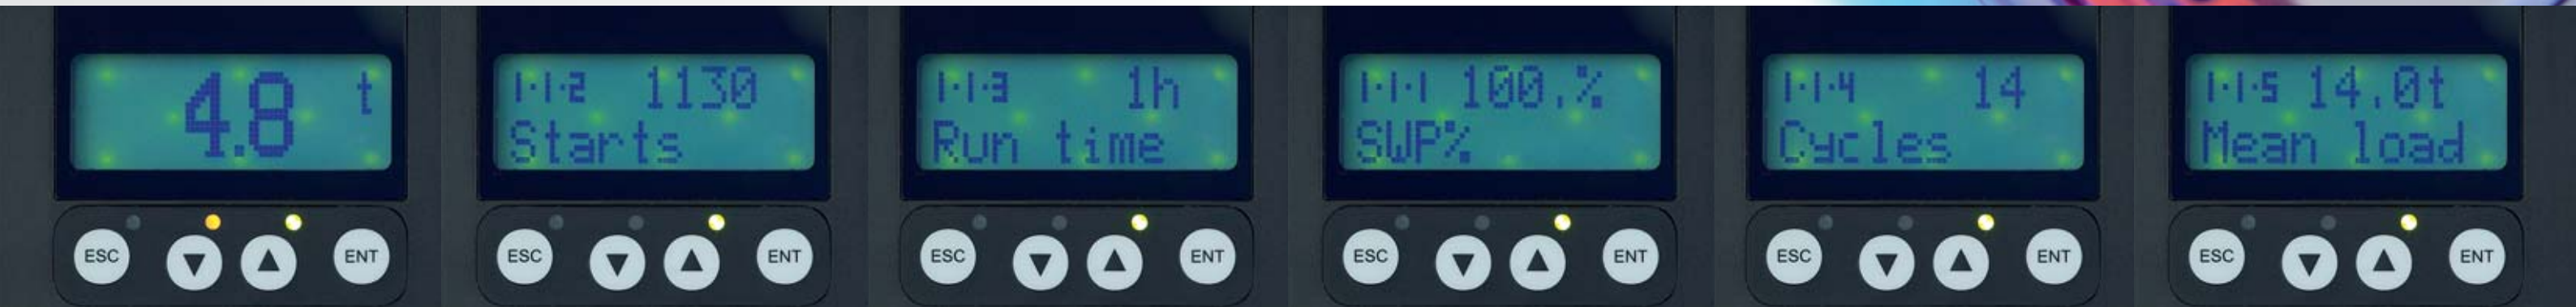 4.8 t
ESC ▼ ▲ ENT
1-1-2 1130
Starts
ESC ▼ ▲ ENT
1-1-3 1h
Run time
ESC ▼ ▲ ENT
1-1-1 100.%
SWP%
ESC ▼ ▲ ENT
1-1-4 14
Cycles
ESC ▼ ▲ ENT
1-1-5 14.0t
Mean load
ESC ▼ ▲ ENT